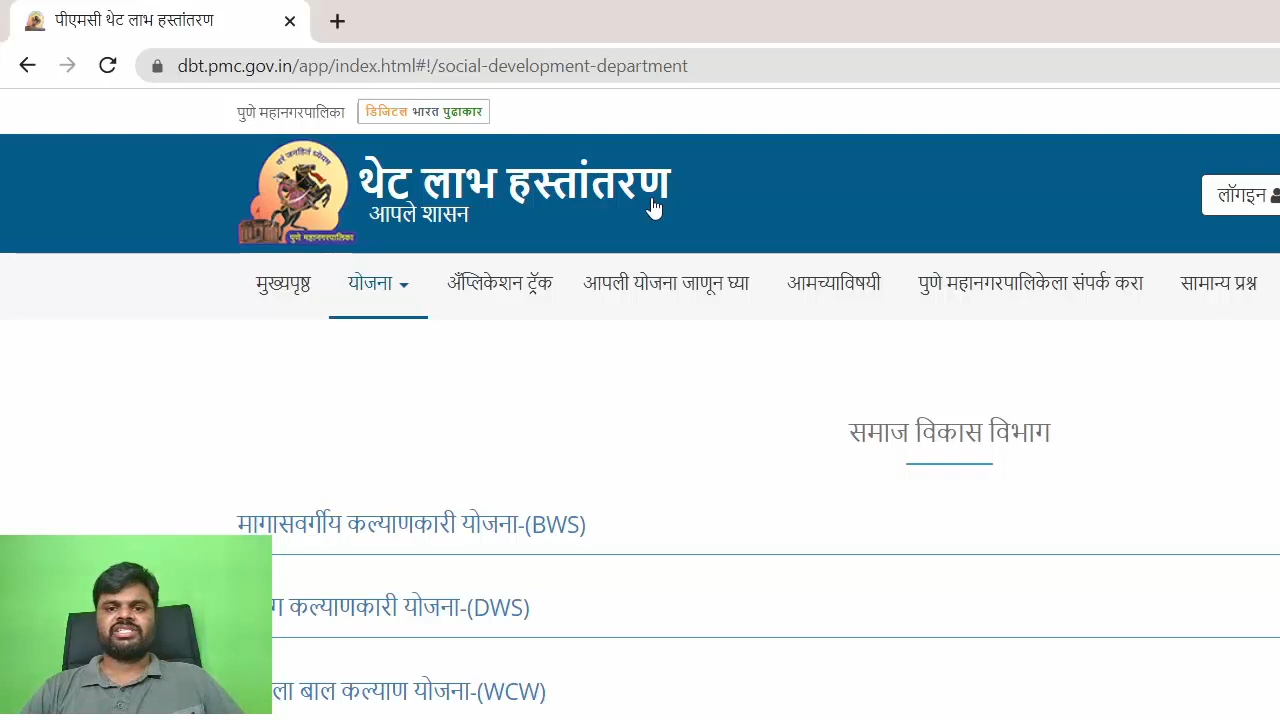 पीएमसी थेट लाभ हस्तांतरण
dbt.pmc.gov.in/app/index.html#!/social-development-department
पुणे महानगरपालिका डिजिटल भारत पुढाकार
थेट लाभ हस्तांतरण
आपले शासन
पुणे महानगरपालिका
लॉगइन
मुख्यपृष्ठ योजना अँप्लिकेशन ट्रॅक आपली योजना जाणून घ्या आमच्याविषयी पुणे महानगरपालिकेला संपर्क करा सामान्य प्रश्न
समाज विकास विभाग
मागासवर्गीय कल्याणकारी योजना-(BWS)
ग कल्याणकारी योजना-(DWS)
ला बाल कल्याण योजना-(WCW)